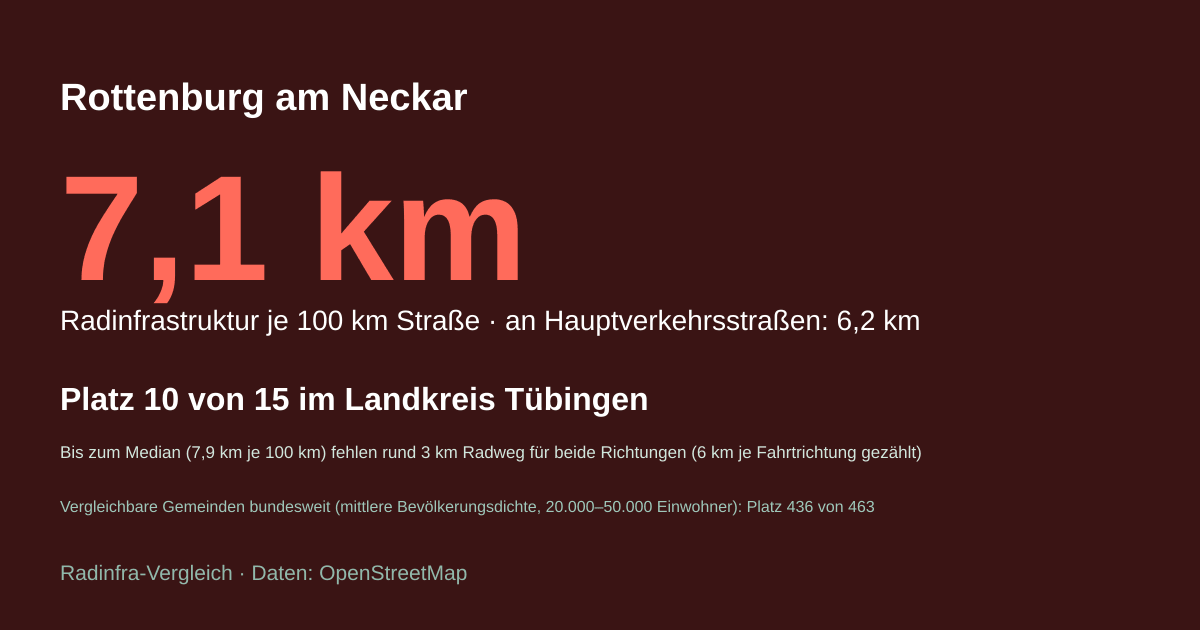 Rottenburg am Neckar
7,1 km
Radinfrastruktur je 100 km Straße · an Hauptverkehrsstraßen: 6,2 km
Platz 10 von 15 im Landkreis Tübingen
Bis zum Median (7,9 km je 100 km) fehlen rund 3 km Radweg für beide Richtungen (6 km je Fahrtrichtung gezählt)
Vergleichbare Gemeinden bundesweit (mittlere Bevölkerungsdichte, 20.000–50.000 Einwohner): Platz 436 von 463
Radinfra-Vergleich · Daten: OpenStreetMap